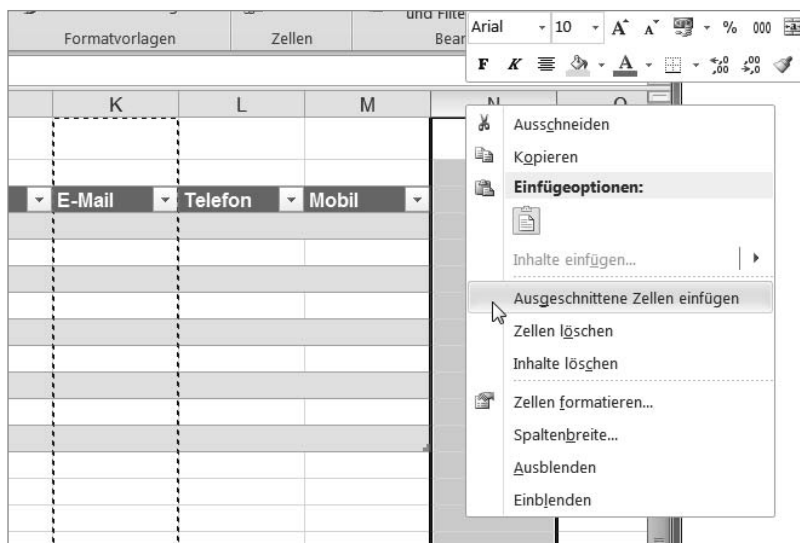 und Filte
Formatvorlagen Zellen Bear
Arial 10 A A % 000
F K A
K L M N O
E-Mail Telefon Mobil
Ausschneiden
Kopieren
Einfügeoptionen:
Inhalte einfügen...
Ausgeschnittene Zellen einfügen
Zellen löschen
Inhalte löschen
Zellen formatieren...
Spaltenbreite...
Ausblenden
Einblenden